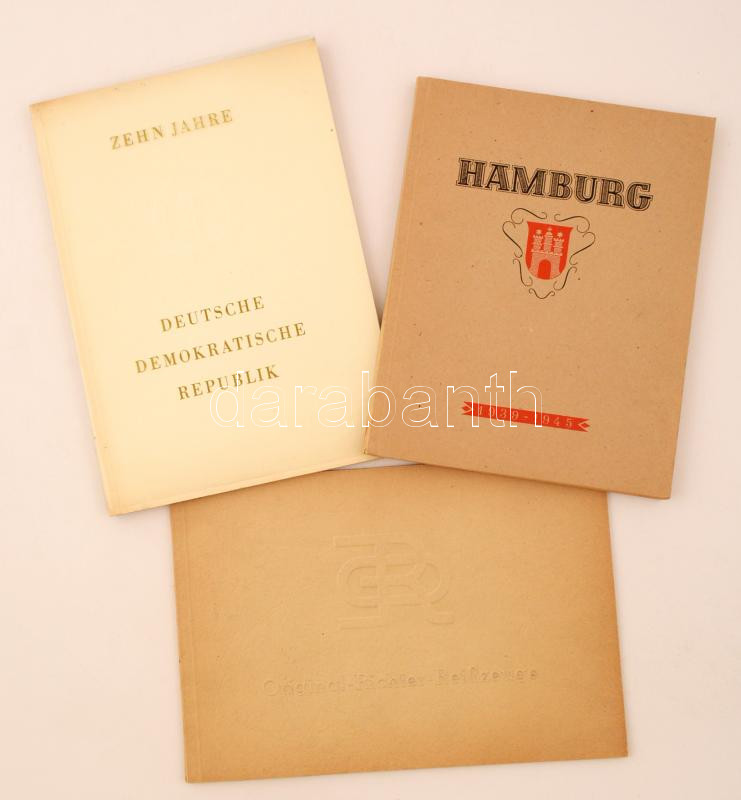 ZEHN JAHRE
DEUTSCHE
DEMOKRATISCHE
REPUBLIK
HAMBURG
1939-1945
darabanth
Original-Richter-Reißzeuge